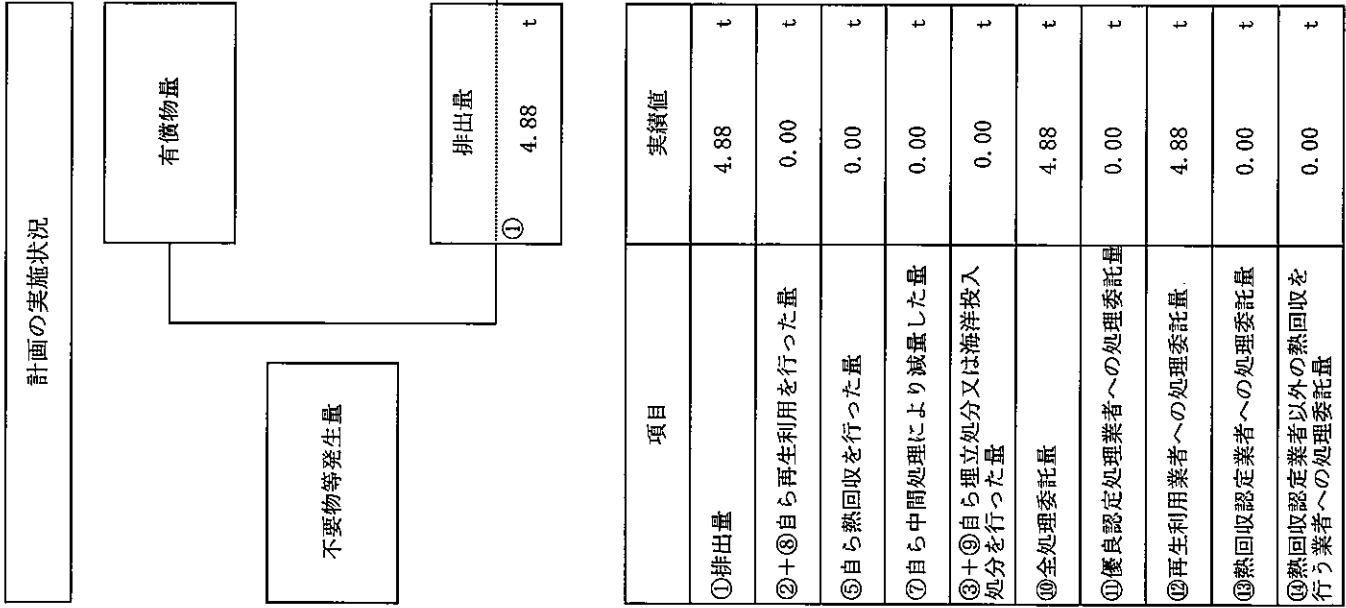 計画の実施状況
有償物量
不要物等発生量
排出量
① 4.88 t
項目 実績値
①排出量 4.88 t
②+⑧自ら再生利用を行った量 0.00 t
⑤自ら熱回収を行った量 0.00 t
⑦自ら中間処理により減量した量 0.00 t
③+⑨自ら埋立処分又は海洋投入
処分を行った量 0.00 t
⑩全処理委託量 4.88 t
⑪優良認定処理業者への処理委託量 0.00 t
⑫再生利用業者への処理委託量 4.88 t
⑬熱回収認定業者への処理委託量 0.00 t
⑭熱回収認定業者以外の熱回収を
行う業者への処理委託量 0.00 t